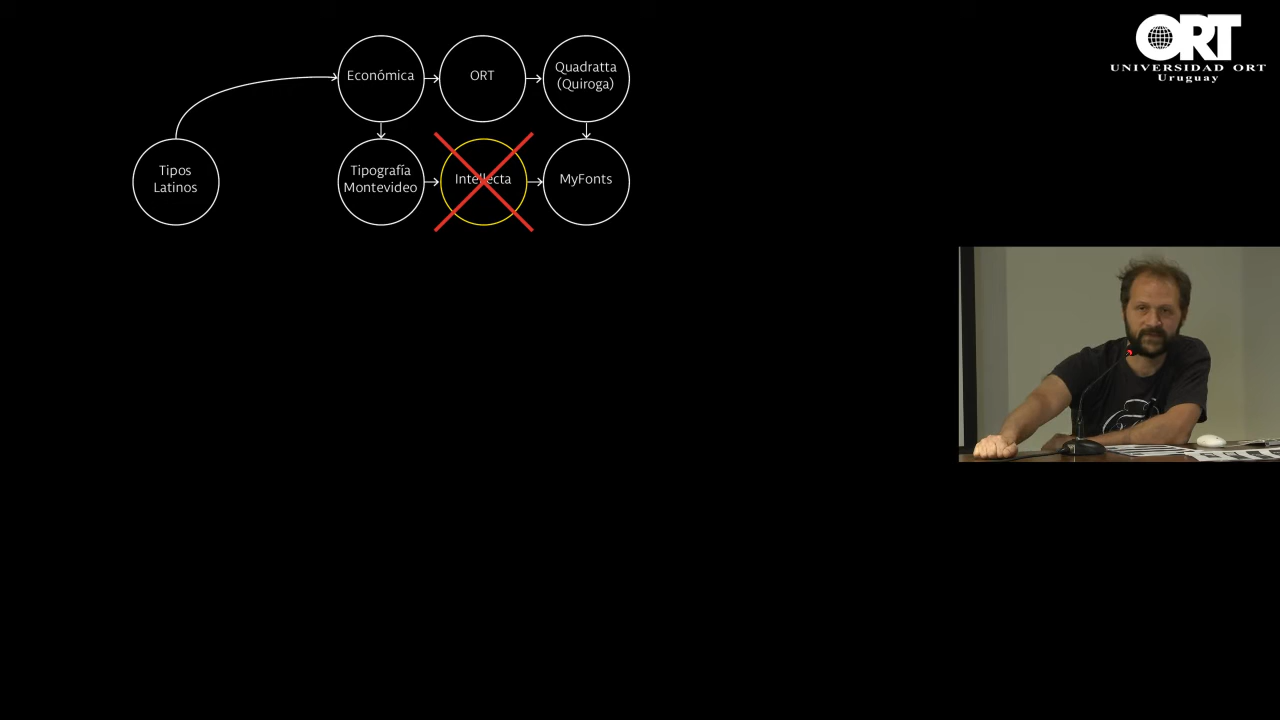 Económica
ORT
Quadratta
(Quiroga)
Tipos
Latinos
Tipografía
Montevideo
Intellecta
MyFonts
ORT
UNIVERSIDAD ORT
Uruguay